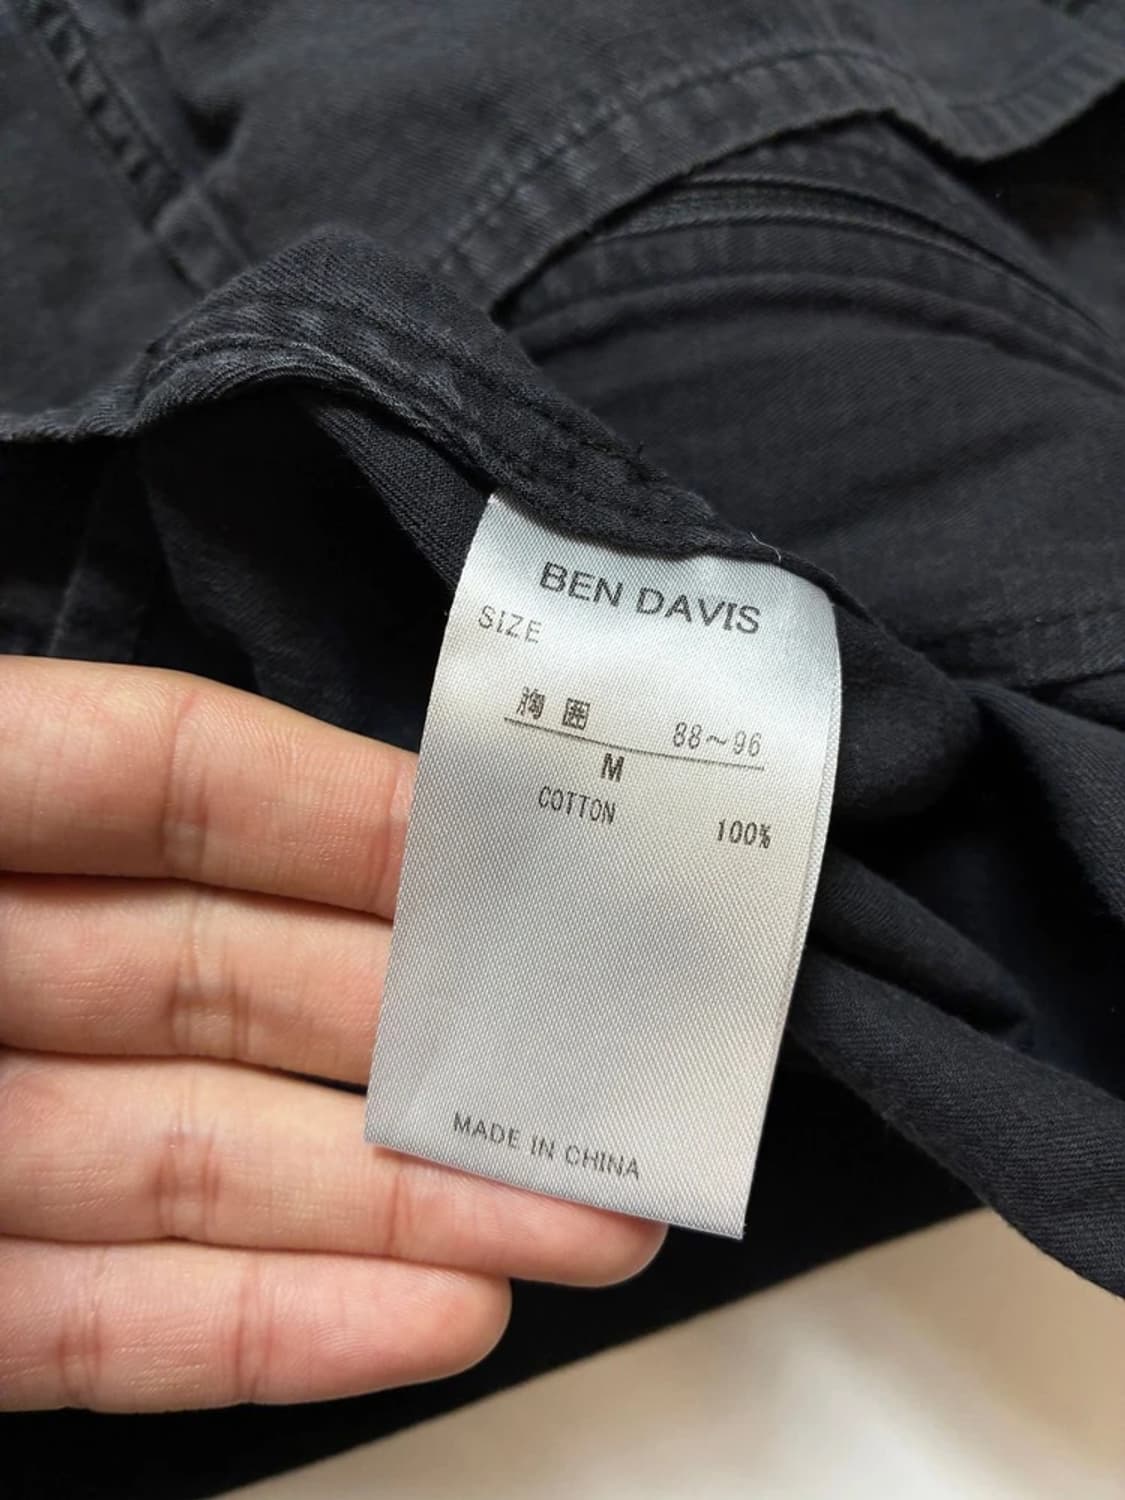 BEN DAVIS
SIZE
胸囲 88～96
M
COTTON 100%
MADE IN CHINA